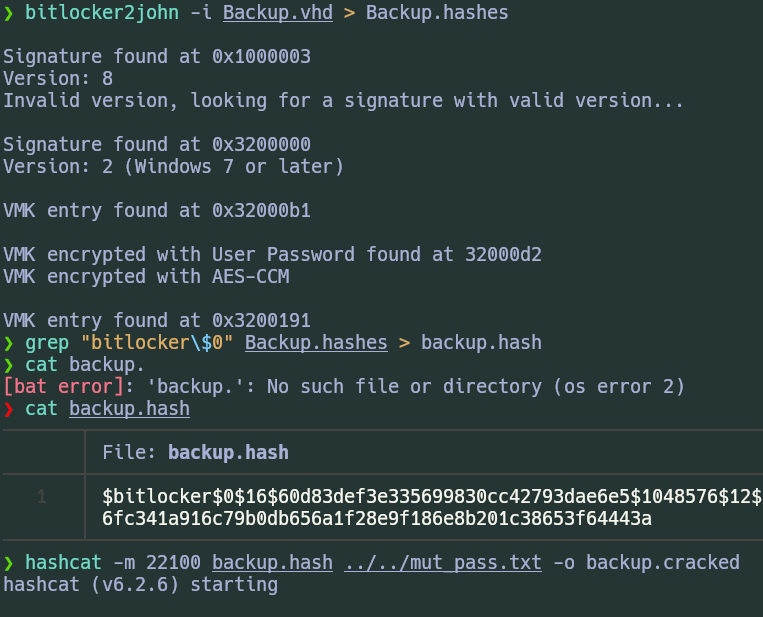 ❯ bitlocker2john -i Backup.vhd > Backup.hashes
Signature found at 0x1000003
Version: 8
Invalid version, looking for a signature with valid version...
Signature found at 0x3200000
Version: 2 (Windows 7 or later)
VMK entry found at 0x32000b1
VMK encrypted with User Password found at 32000d2
VMK encrypted with AES-CCM
VMK entry found at 0x3200191
❯ grep "bitlocker\$0" Backup.hashes > backup.hash
❯ cat backup.
[bat error]: 'backup.': No such file or directory (os error 2)
❯ cat backup.hash
File: backup.hash
1 $bitlocker$0$16$60d83def3e335699830cc42793dae6e5$1048576$12$
6fc341a916c79b0db656a1f28e9f186e8b201c38653f64443a
❯ hashcat -m 22100 backup.hash ../../mut_pass.txt -o backup.cracked
hashcat (v6.2.6) starting